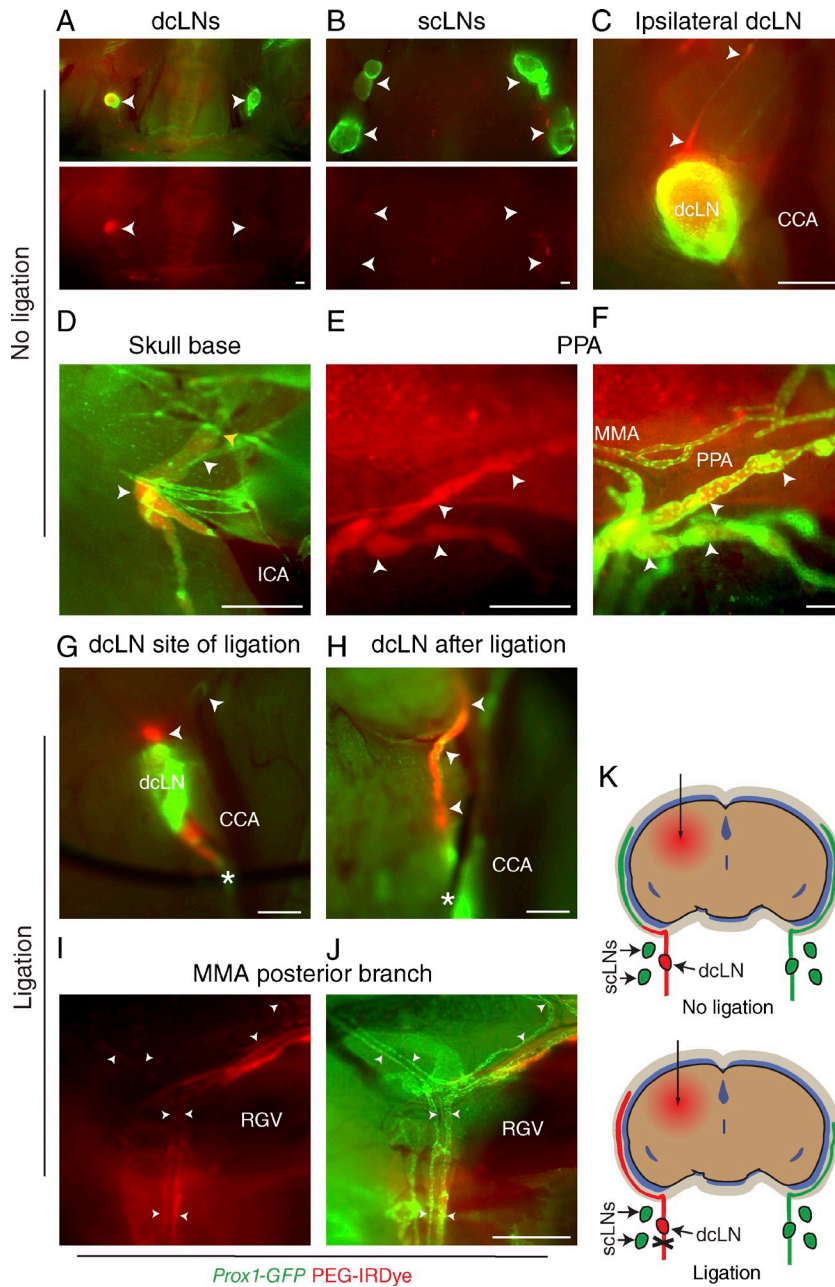 A
dcLNs
B
scLNs
C
Ipsilateral dcLN
dcLN
CCA
No ligation
D
Skull base
ICA
E
PPA
F
MMA
PPA
G
dcLN site of ligation
dcLN
CCA
*
H
dcLN after ligation
CCA
*
Ligation
I
MMA posterior branch
RGV
J
RGV
Prox1-GFP PEG-IRDye
K
scLNs
dcLN
No ligation
scLNs
dcLN
Ligation